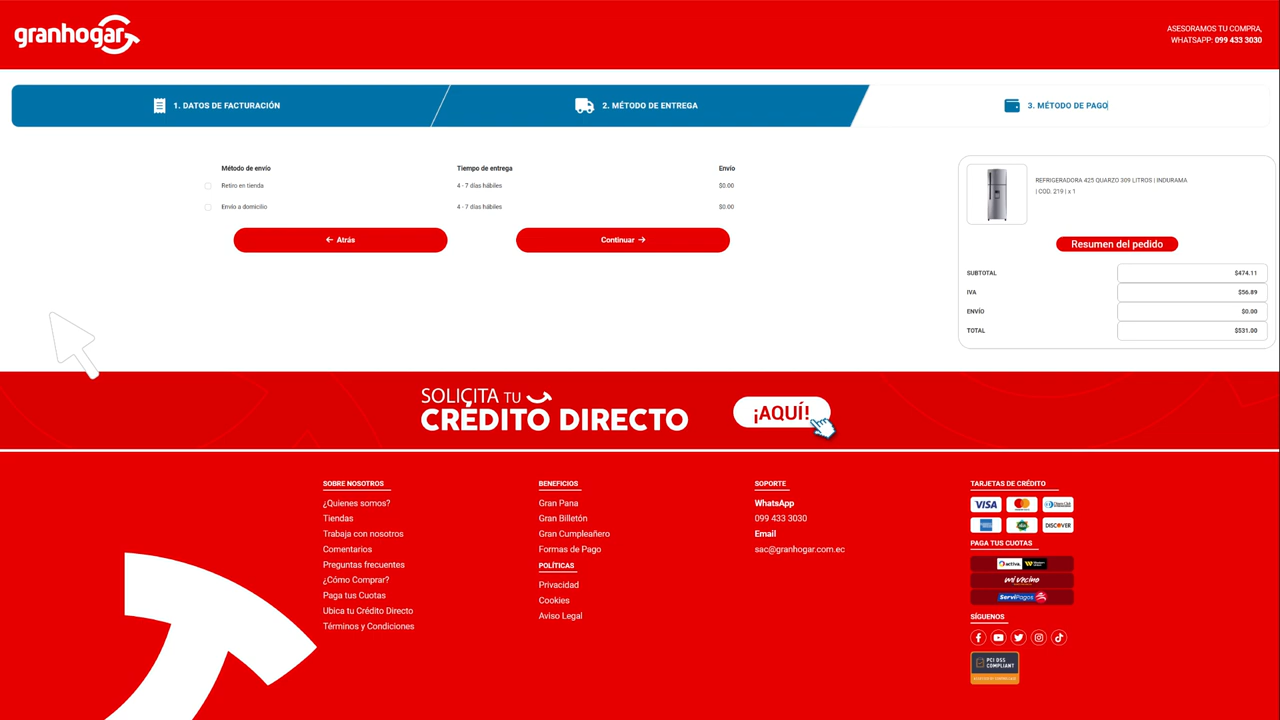 granhogar
ASESORAMOS TU COMPRA,
WHATSAPP: 099 433 3030
1. DATOS DE FACTURACIÓN
2. MÉTODO DE ENTREGA
3. MÉTODO DE PAGO
Método de envío Tiempo de entrega Envío
Retiro en tienda 4 - 7 días hábiles $0.00
Envío a domicilio 4 - 7 días hábiles $0.00
Atrás
Continuar
REFRIGERADORA 425 QUARZO 309 LITROS | INDURAMA
| COD. 219 | x 1
Resumen del pedido
SUBTOTAL $474.11
IVA $56.89
ENVÍO $0.00
TOTAL $531.00
SOLICITA TU
CRÉDITO DIRECTO
¡AQUÍ!
SOBRE NOSOTROS
¿Quienes somos?
Tiendas
Trabaja con nosotros
Comentarios
Preguntas frecuentes
¿Cómo Comprar?
Paga tus Cuotas
Ubica tu Crédito Directo
Términos y Condiciones
BENEFICIOS
Gran Pana
Gran Billetón
Gran Cumpleañero
Formas de Pago
POLÍTICAS
Privacidad
Cookies
Aviso Legal
SOPORTE
WhatsApp
099 433 3030
Email
sac@granhogar.com.ec
TARJETAS DE CRÉDITO
VISA
DISCOVER
PAGA TUS CUOTAS
activa
mi vecino
ServiPagos
SÍGUENOS
PCI DSS
COMPLIANT